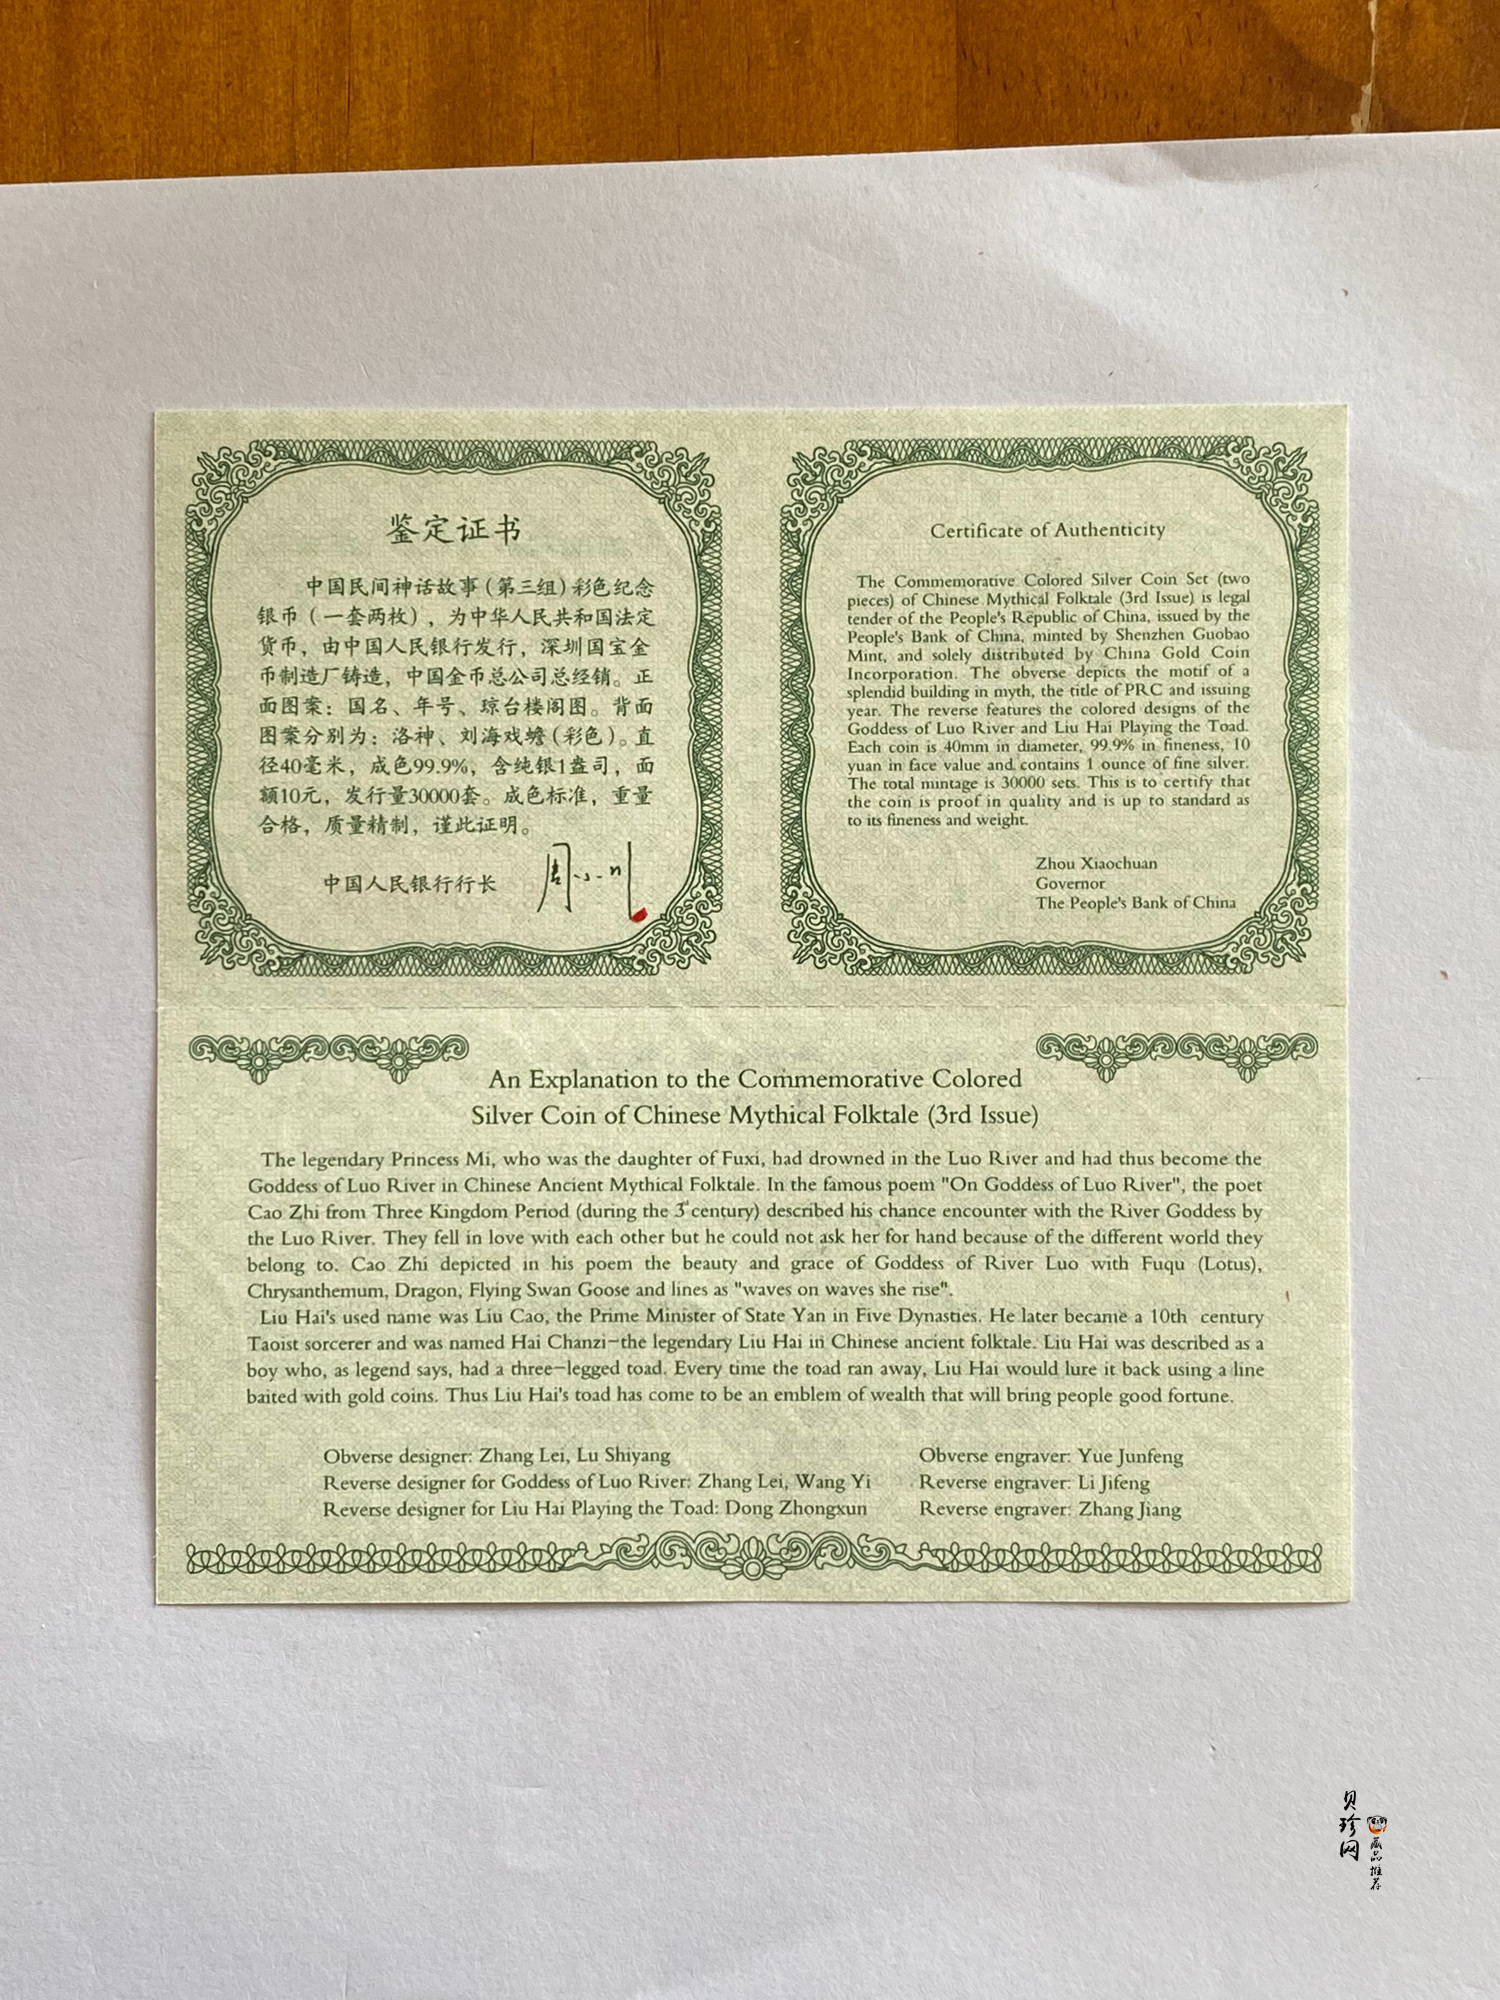 鉴定证书
中国民间神话故事（第三组）彩色纪念
银币（一套两枚），为中华人民共和国法定
货币，由中国人民银行发行，深圳国宝金
币制造厂铸造，中国金币总公司总经销。正
面图案：国名、年号、琼台楼阁图。背面
图案分别为：洛神、刘海戏蟾（彩色）。直
径40毫米，成色99.9%，含纯银1盎司，面
额10元，发行量30000套。成色标准，重量
合格，质量精制，谨此证明。
中国人民银行行长 周小川
Certificate of Authenticity
The Commemorative Colored Silver Coin Set (two
pieces) of Chinese Mythical Folktale (3rd Issue) is legal
tender of the People's Republic of China, issued by the
People's Bank of China, minted by Shenzhen Guobao
Mint, and solely distributed by China Gold Coin
Incorporation. The obverse depicts the motif of a
splendid building in myth, the title of PRC and issuing
year. The reverse features the colored designs of the
Goddess of Luo River and Liu Hai Playing the Toad.
Each coin is 40mm in diameter, 99.9% in fineness, 10
yuan in face value and contains 1 ounce of fine silver.
The total mintage is 30000 sets. This is to certify that
the coin is proof in quality and is up to standard as
to its fineness and weight.
Zhou Xiaochuan
Governor
The People's Bank of China
An Explanation to the Commemorative Colored
Silver Coin of Chinese Mythical Folktale (3rd Issue)
The legendary Princess Mi, who was the daughter of Fuxi, had drowned in the Luo River and had thus become the
Goddess of Luo River in Chinese Ancient Mythical Folktale. In the famous poem "On Goddess of Luo River", the poet
Cao Zhi from Three Kingdom Period (during the 3rd century) described his chance encounter with the River Goddess by
the Luo River. They fell in love with each other but he could not ask her for hand because of the different world they
belong to. Cao Zhi depicted in his poem the beauty and grace of Goddess of River Luo with Fuqu (Lotus),
Chrysanthemum, Dragon, Flying Swan Goose and lines as "waves on waves she rise".
Liu Hai's used name was Liu Cao, the Prime Minister of State Yan in Five Dynasties. He later became a 10th century
Taoist sorcerer and was named Hai Chanzi—the legendary Liu Hai in Chinese ancient folktale. Liu Hai was described as a
boy who, as legend says, had a three-legged toad. Every time the toad ran away, Liu Hai would lure it back using a line
baited with gold coins. Thus Liu Hai's toad has come to be an emblem of wealth that will bring people good fortune.
Obverse designer: Zhang Lei, Lu Shiyang
Obverse engraver: Yue Junfeng
Reverse designer for Goddess of Luo River: Zhang Lei, Wang Yi
Reverse engraver: Li Jifeng
Reverse designer for Liu Hai Playing the Toad: Dong Zhongxun
Reverse engraver: Zhang Jiang
贝珍网
藏品推荐